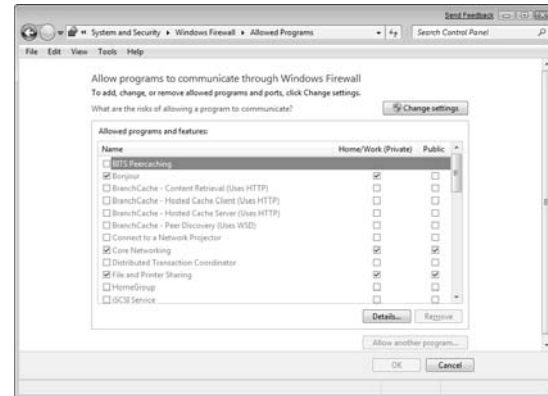 Send Feedback
« System and Security ▸ Windows Firewall ▸ Allowed Programs
Search Control Panel
File Edit View Tools Help
Allow programs to communicate through Windows Firewall
To add, change, or remove allowed programs and ports, click Change settings.
What are the risks of allowing a program to communicate?
Change settings
Allowed programs and features:
Name Home/Work (Private) Public
BITS Peercaching
Bonjour
BranchCache - Content Retrieval (Uses HTTP)
BranchCache - Hosted Cache Client (Uses HTTP)
BranchCache - Hosted Cache Server (Uses HTTP)
BranchCache - Peer Discovery (Uses WSD)
Connect to a Network Projector
Core Networking
Distributed Transaction Coordinator
File and Printer Sharing
HomeGroup
iSCSI Service
Details... Remove
Allow another program...
OK Cancel